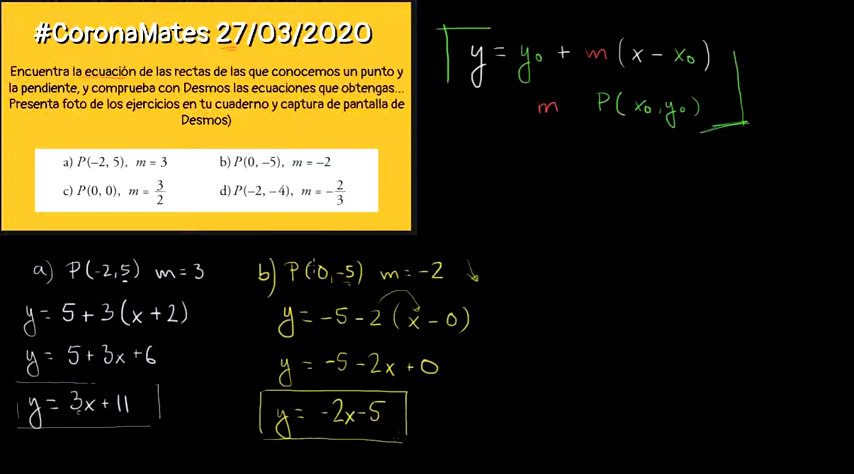 #CoronaMates 27/03/2020
Encuentra la ecuación de las rectas de las que conocemos un punto y
la pendiente, y comprueba con Desmos las ecuaciones que obtengas...
Presenta foto de los ejercicios en tu cuaderno y captura de pantalla de
Desmos)
a) P(−2, 5), m = 3 b) P(0, −5), m = −2
c) P(0, 0), m = 3/2 d) P(−2, −4), m = −2/3
y = y₀ + m (x − x₀)
m P(x₀, y₀)
a) P(-2,5) m = 3
y = 5 + 3(x + 2)
y = 5 + 3x + 6
y = 3x + 11
b) P(0, -5) m = -2
y = -5 - 2(x - 0)
y = -5 - 2x + 0
y = -2x - 5